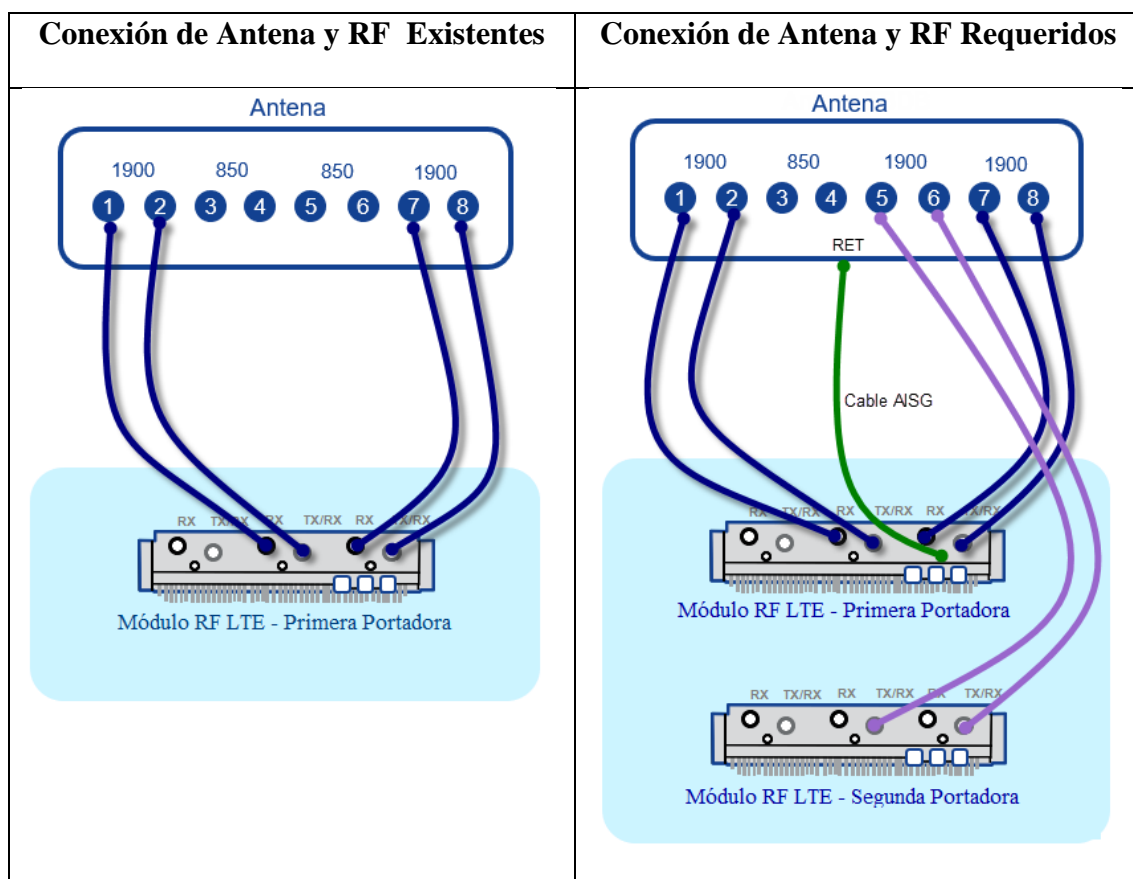 Conexión de Antena y RF Existentes
Antena
1900 850 850 1900
1 2 3 4 5 6 7 8
RX TX/RX RX TX/RX RX TX/RX
Módulo RF LTE - Primera Portadora
Conexión de Antena y RF Requeridos
Antena
1900 850 1900 1900
1 2 3 4 5 6 7 8
RET
Cable AISG
RX TX/RX RX TX/RX RX TX/RX
Módulo RF LTE - Primera Portadora
RX TX/RX RX TX/RX RX TX/RX
Módulo RF LTE - Segunda Portadora